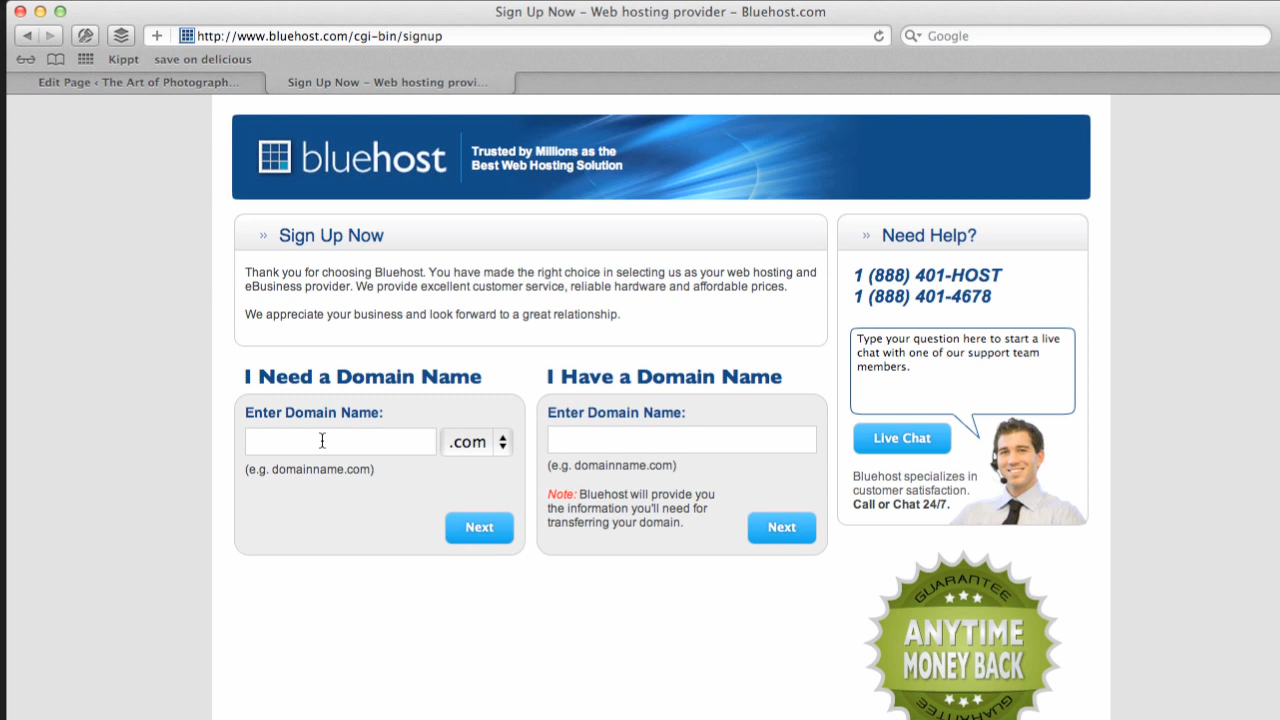 Sign Up Now – Web hosting provider – Bluehost.com
http://www.bluehost.com/cgi-bin/signup
Google
Kippt save on delicious
Edit Page ‹ The Art of Photograph...
Sign Up Now – Web hosting provi...
bluehost
Trusted by Millions as the
Best Web Hosting Solution
Sign Up Now
Thank you for choosing Bluehost. You have made the right choice in selecting us as your web hosting and
eBusiness provider. We provide excellent customer service, reliable hardware and affordable prices.
We appreciate your business and look forward to a great relationship.
I Need a Domain Name
Enter Domain Name:
.com
(e.g. domainname.com)
Next
I Have a Domain Name
Enter Domain Name:
(e.g. domainname.com)
Note: Bluehost will provide you
the information you'll need for
transferring your domain.
Next
Need Help?
1 (888) 401-HOST
1 (888) 401-4678
Type your question here to start a live
chat with one of our support team
members.
Live Chat
Bluehost specializes in
customer satisfaction.
Call or Chat 24/7.
GUARANTEE
ANYTIME
MONEY BACK
GUARANTEE